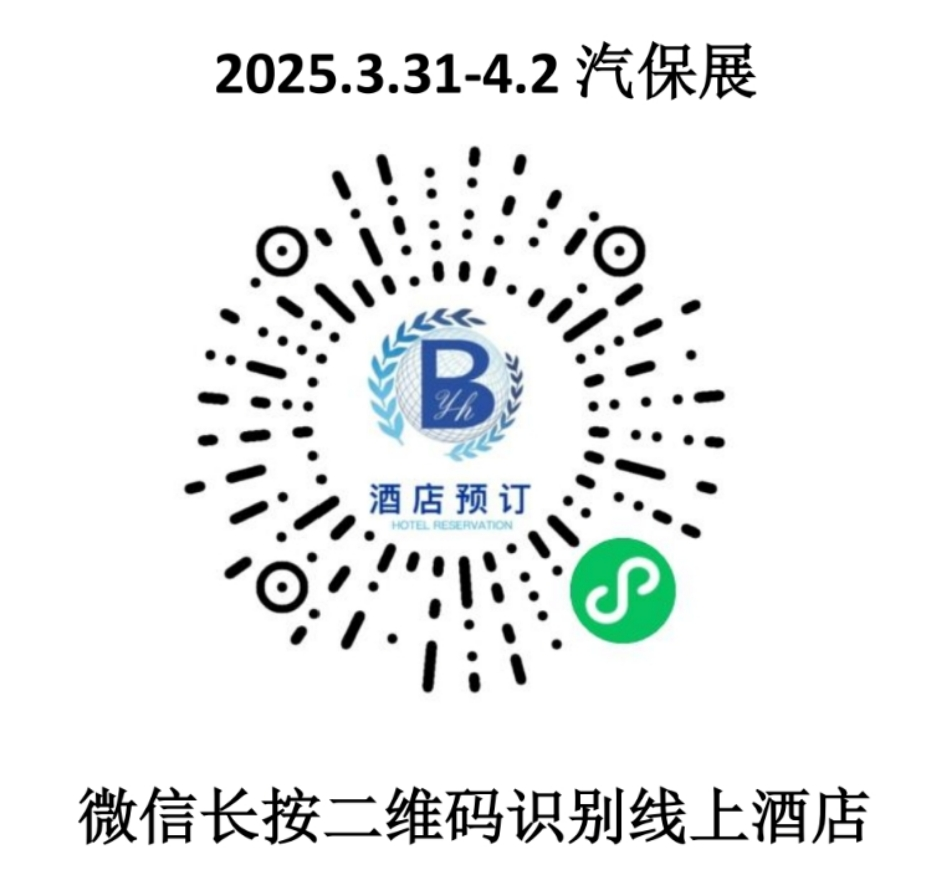 2025.3.31-4.2 汽保展
B
yh
酒店预订
HOTEL RESERVATION
微信长按二维码识别线上酒店